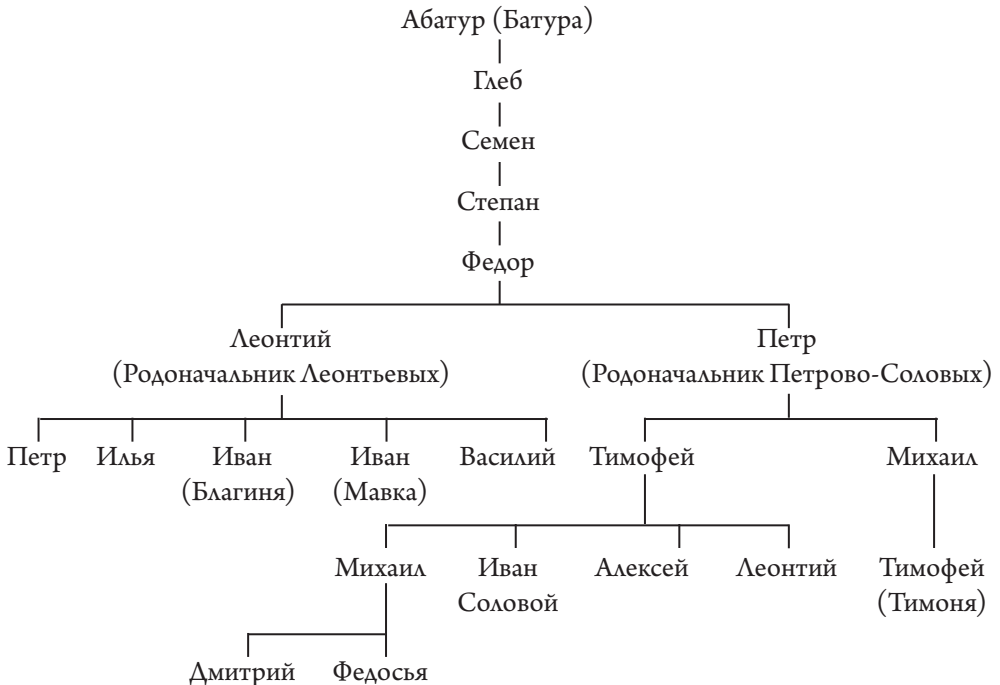 Абатур (Батура)
Глеб
Семен
Степан
Федор
Леонтий
(Родоначальник Леонтьевых)
Петр
(Родоначальник Петрово-Соловых)
Петр
Илья
Иван
(Благиня)
Иван
(Мавка)
Василий
Тимофей
Михаил
Михаил
Иван
Соловой
Алексей
Леонтий
Тимофей
(Тимоня)
Дмитрий
Федосья